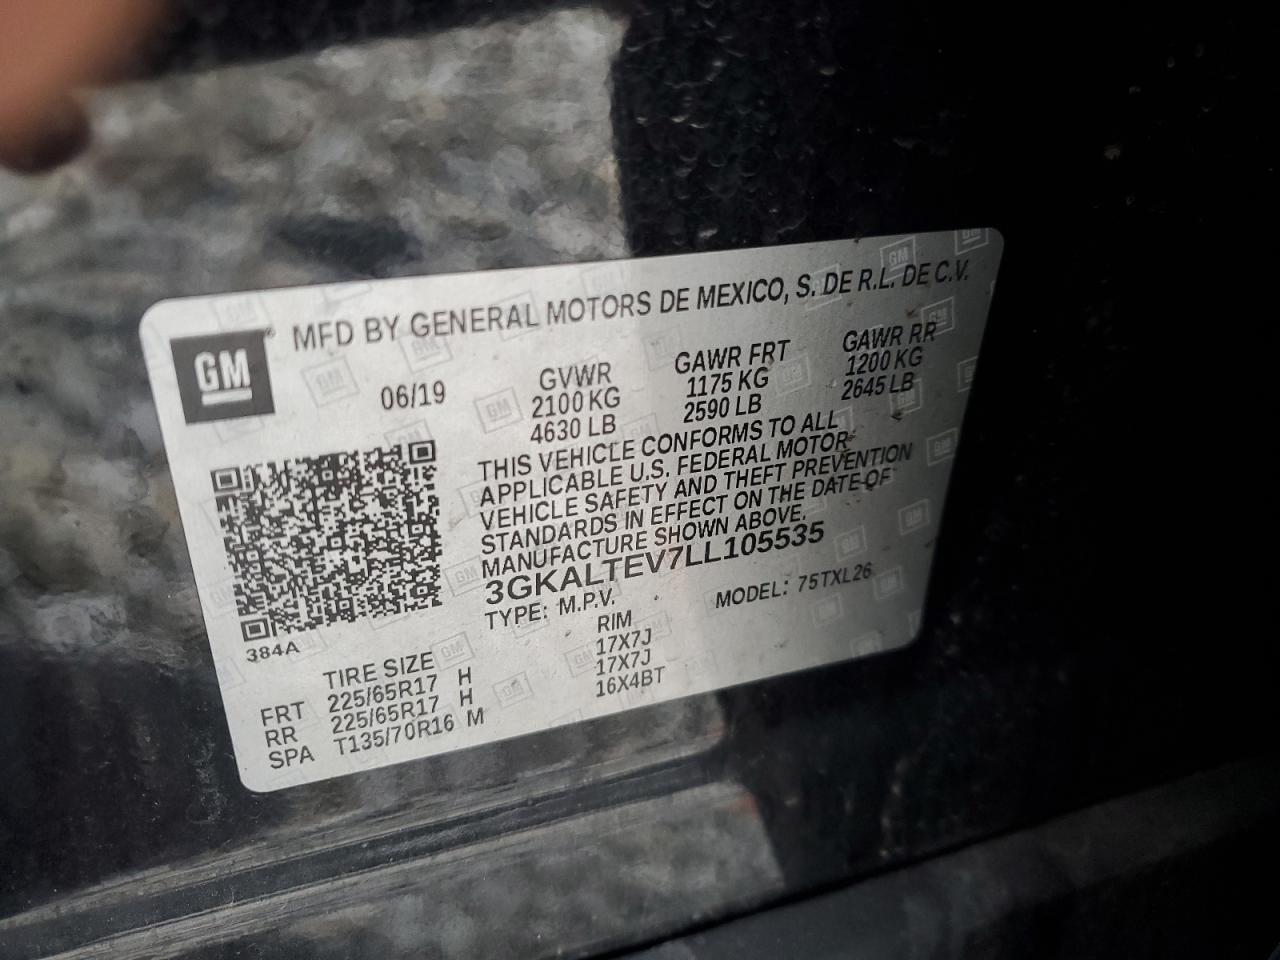 GM
MFD BY GENERAL MOTORS DE MEXICO, S. DE R.L. DE C.V.
06/19
GVWR
2100 KG
4630 LB
GAWR FRT
1175 KG
2590 LB
GAWR RR
1200 KG
2645 LB
THIS VEHICLE CONFORMS TO ALL
APPLICABLE U.S. FEDERAL MOTOR
VEHICLE SAFETY AND THEFT PREVENTION
STANDARDS IN EFFECT ON THE DATE OF
MANUFACTURE SHOWN ABOVE.
3GKALTEV7LL105535
TYPE: M.P.V.
MODEL: 75TXL26
384A
TIRE SIZE RIM
FRT 225/65R17 H 17X7J
RR 225/65R17 H 17X7J
SPA T135/70R16 M 16X4BT